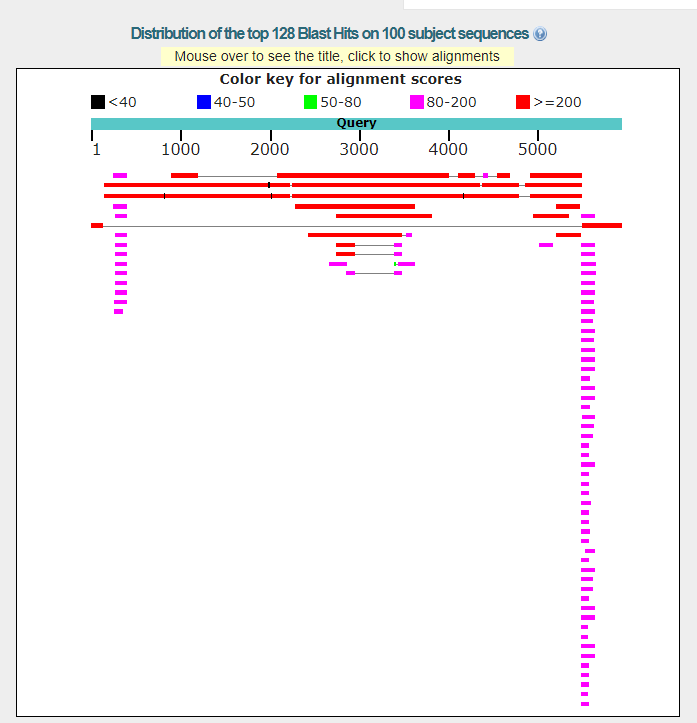 Distribution of the top 128 Blast Hits on 100 subject sequences
Mouse over to see the title, click to show alignments
Color key for alignment scores
<40 40-50 50-80 80-200 >=200
Query
1 1000 2000 3000 4000 5000